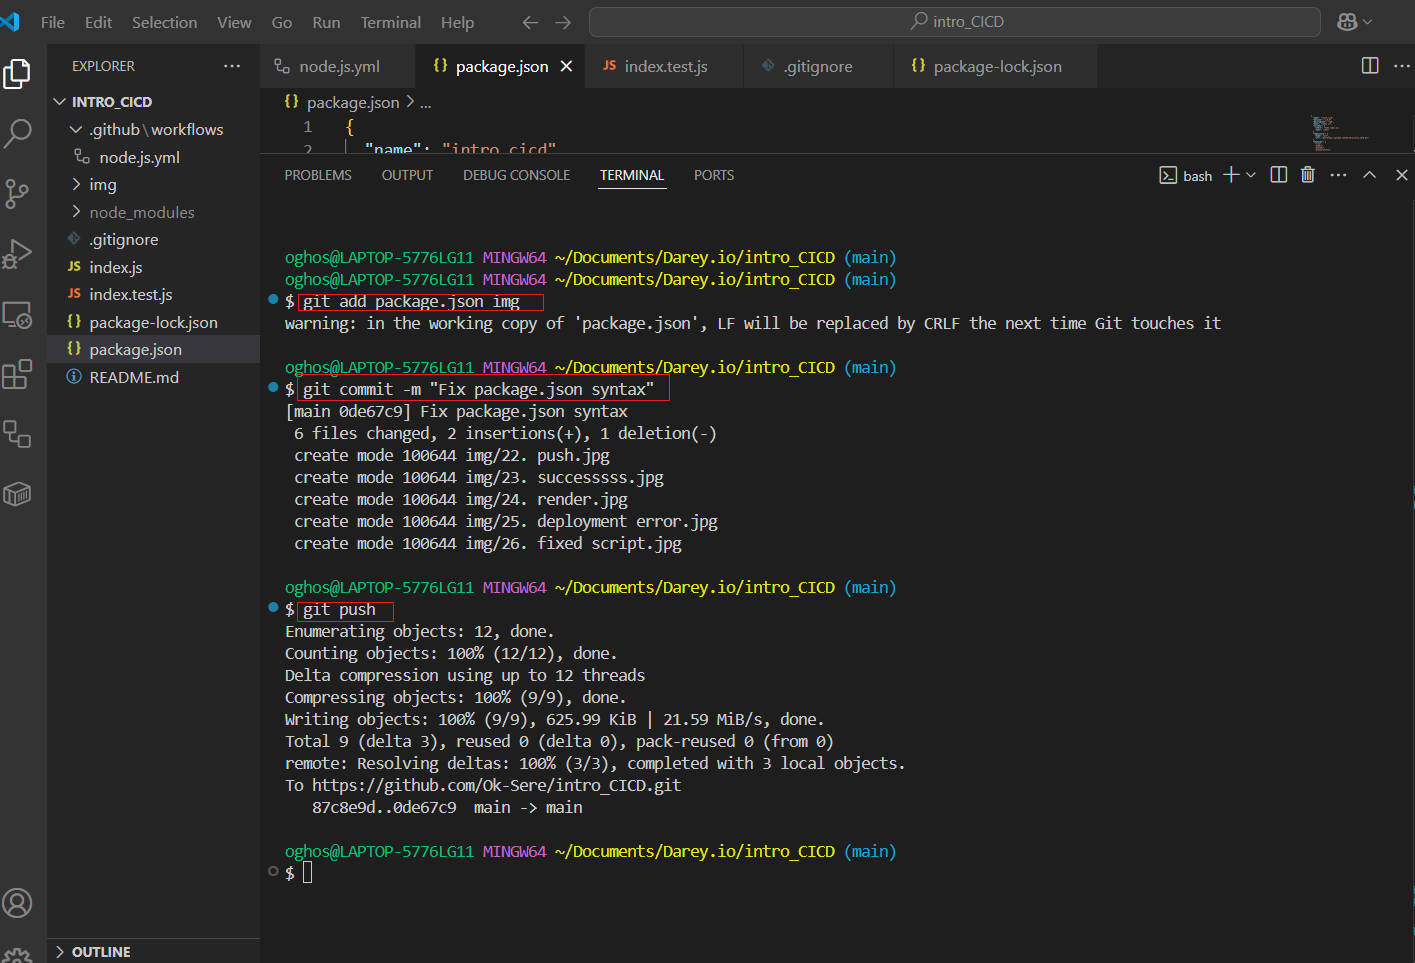 File Edit Selection View Go Run Terminal Help
intro_CICD
EXPLORER
INTRO_CICD
.github\workflows
node.js.yml
img
node_modules
.gitignore
JS index.js
JS index.test.js
{} package-lock.json
{} package.json
README.md
OUTLINE
node.js.yml
{} package.json
JS index.test.js
.gitignore
{} package-lock.json
{} package.json > ...
1 {
2 "name": "intro_cicd"
PROBLEMS OUTPUT DEBUG CONSOLE TERMINAL PORTS
bash
oghos@LAPTOP-5776LG11 MINGW64 ~/Documents/Darey.io/intro_CICD (main)
oghos@LAPTOP-5776LG11 MINGW64 ~/Documents/Darey.io/intro_CICD (main)
$ git add package.json img
warning: in the working copy of 'package.json', LF will be replaced by CRLF the next time Git touches it
oghos@LAPTOP-5776LG11 MINGW64 ~/Documents/Darey.io/intro_CICD (main)
$ git commit -m "Fix package.json syntax"
[main 0de67c9] Fix package.json syntax
6 files changed, 2 insertions(+), 1 deletion(-)
create mode 100644 img/22. push.jpg
create mode 100644 img/23. successssss.jpg
create mode 100644 img/24. render.jpg
create mode 100644 img/25. deployment error.jpg
create mode 100644 img/26. fixed script.jpg
oghos@LAPTOP-5776LG11 MINGW64 ~/Documents/Darey.io/intro_CICD (main)
$ git push
Enumerating objects: 12, done.
Counting objects: 100% (12/12), done.
Delta compression using up to 12 threads
Compressing objects: 100% (9/9), done.
Writing objects: 100% (9/9), 625.99 KiB | 21.59 MiB/s, done.
Total 9 (delta 3), reused 0 (delta 0), pack-reused 0 (from 0)
remote: Resolving deltas: 100% (3/3), completed with 3 local objects.
To https://github.com/Ok-Sere/intro_CICD.git
87c8e9d..0de67c9 main -> main
oghos@LAPTOP-5776LG11 MINGW64 ~/Documents/Darey.io/intro_CICD (main)
$